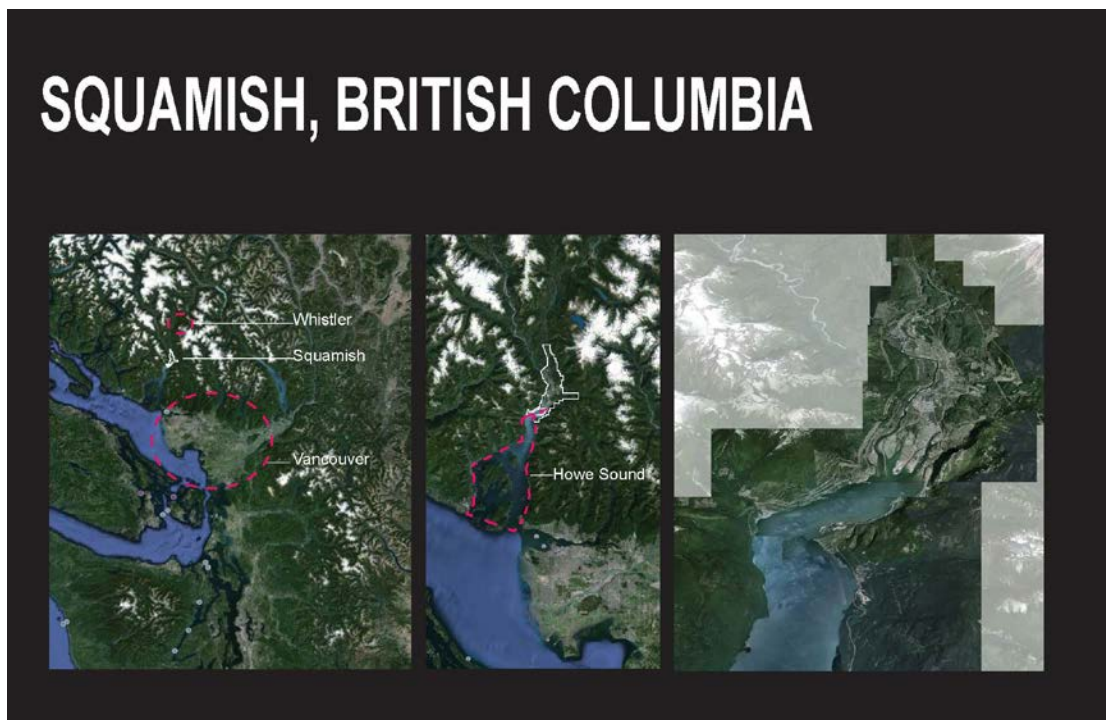 SQUAMISH, BRITISH COLUMBIA
Whistler
Squamish
Vancouver
Howe Sound